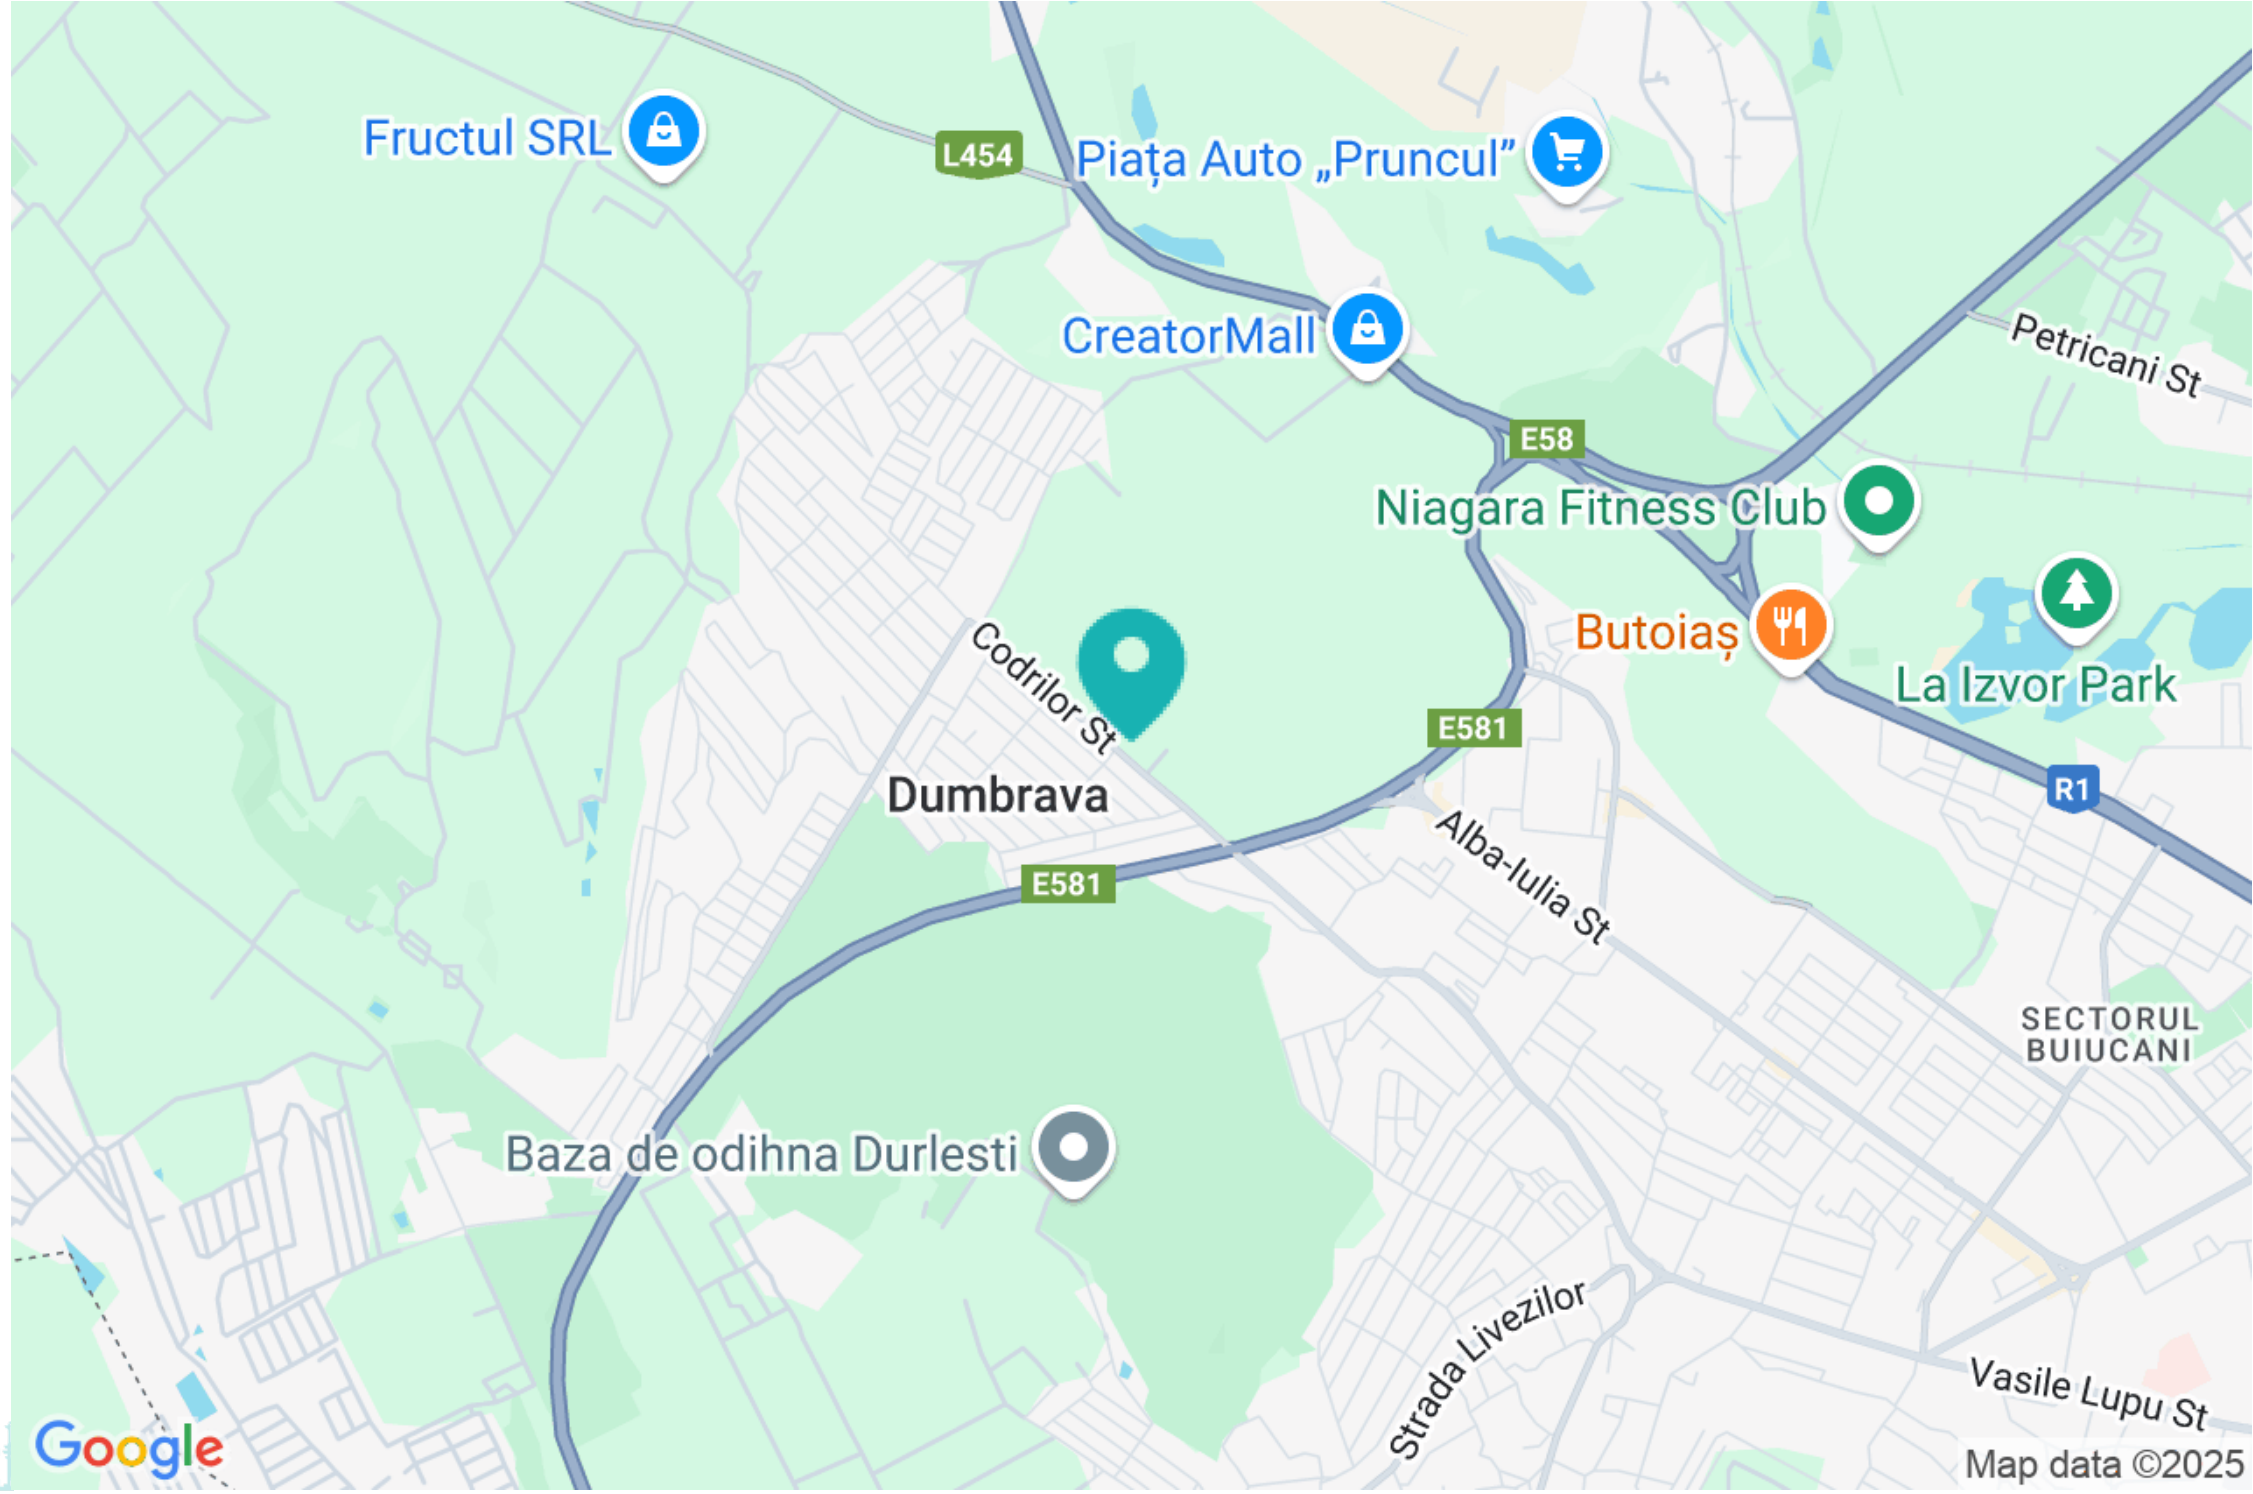 Fructul SRL
L454
Piața Auto „Pruncul”
CreatorMall
Petricani St
E58
Niagara Fitness Club
Butoiaș
La Izvor Park
Codrilor St
E581
R1
Dumbrava
Alba-Iulia St
E581
SECTORUL
BUIUCANI
Baza de odihna Durlesti
Strada Livezilor
Vasile Lupu St
Google
Map data ©2025